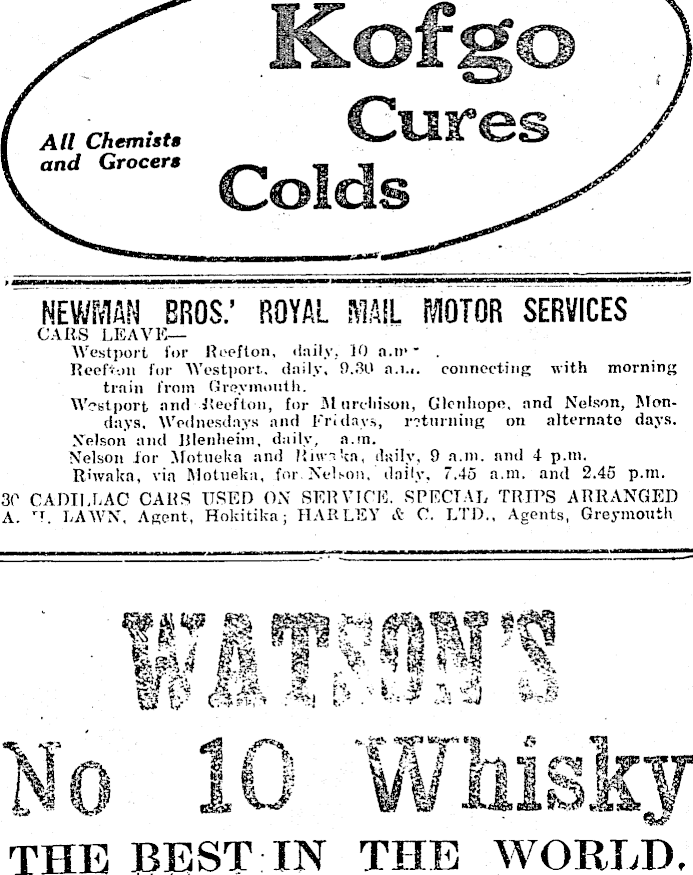 Kofgo
Cures
Colds
All Chemists
and Grocers
NEWMAN BROS.' ROYAL MAIL MOTOR SERVICES
CARS LEAVE—
Westport for Reefton, daily, 10 a.m.
Reefton for Westport, daily, 9.30 a.m. connecting with morning
train from Greymouth.
Westport and Reefton, for Murchison, Glenhope, and Nelson, Mon-
days, Wednesdays and Fridays, returning on alternate days.
Nelson and Blenheim, daily, a.m.
Nelson for Motueka and Riwaka, daily, 9 a.m. and 4 p.m.
Riwaka, via Motueka, for Nelson, daily, 7.45 a.m. and 2.45 p.m.
30 CADILLAC CARS USED ON SERVICE. SPECIAL TRIPS ARRANGED
A. H. LAWN, Agent, Hokitika; HARLEY & C. LTD., Agents, Greymouth
WATSON'S
No 10 Whisky
THE BEST IN THE WORLD.